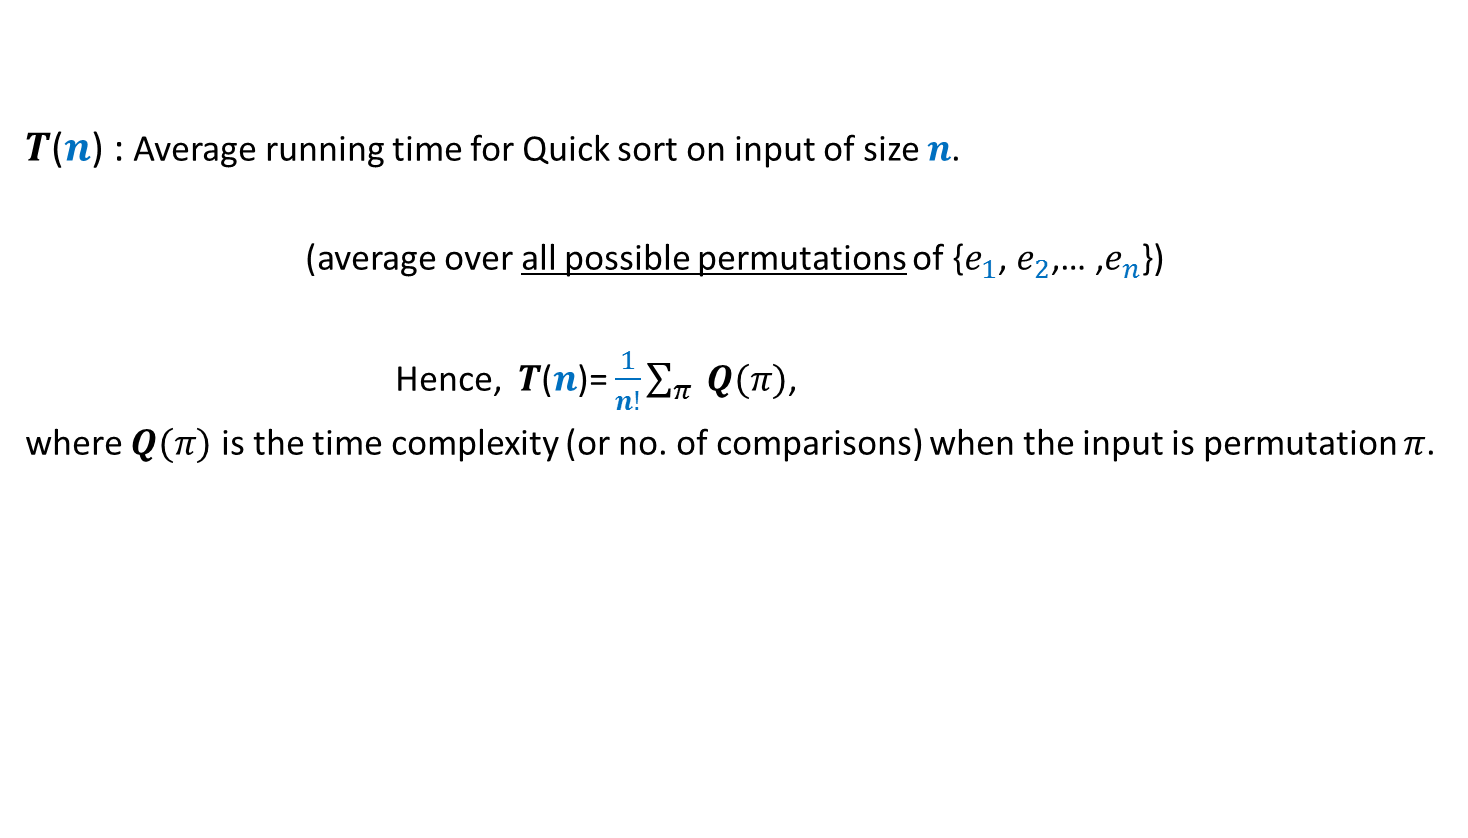 T(n) : Average running time for Quick sort on input of size n.
(average over all possible permutations of {e₁, e₂,… ,eₙ})
Hence, T(n)= 1/n! ∑π Q(π),
where Q(π) is the time complexity (or no. of comparisons) when the input is permutation π.